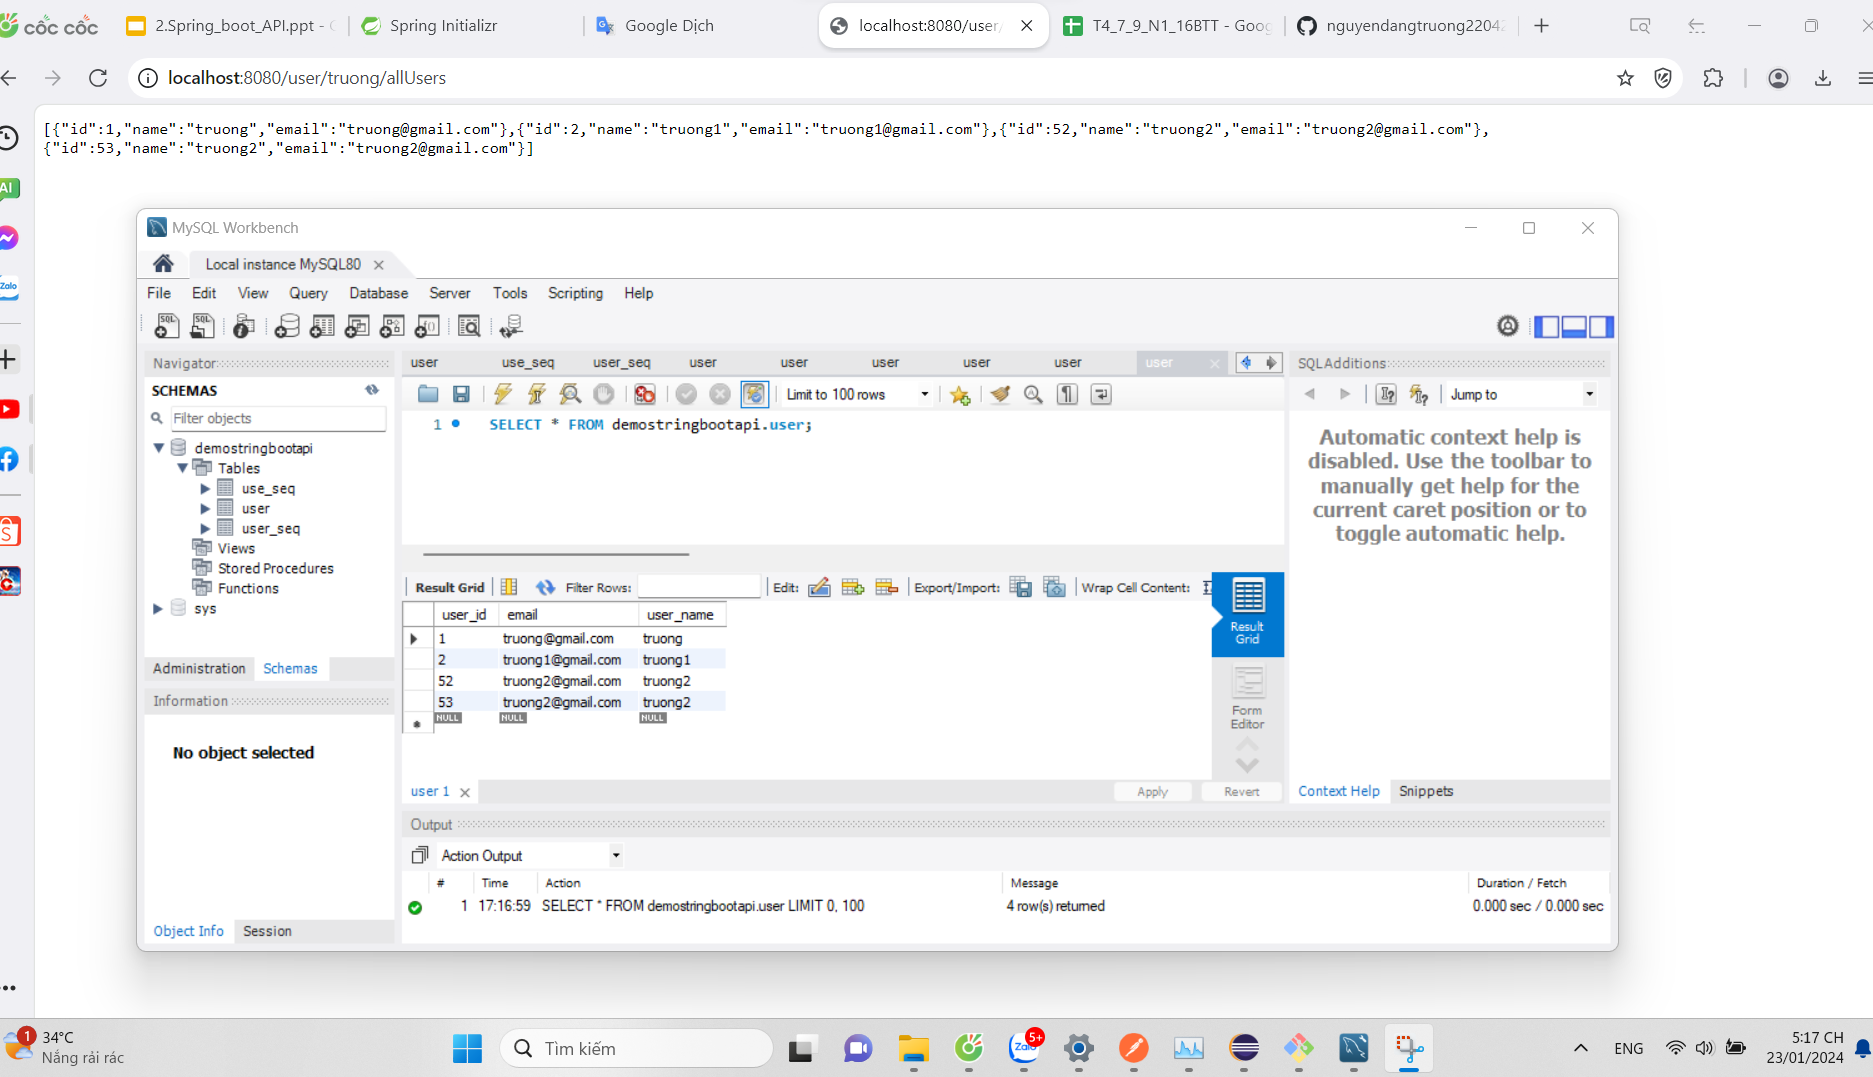 cốc cốc
2.Spring_boot_API.ppt -
Spring Initializr
Google Dịch
localhost:8080/user/
T4_7_9_N1_16BTT - Goog
nguyendangtruong2204
localhost:8080/user/truong/allUsers
[{"id":1,"name":"truong","email":"truong@gmail.com"},{"id":2,"name":"truong1","email":"truong1@gmail.com"},{"id":52,"name":"truong2","email":"truong2@gmail.com"},
{"id":53,"name":"truong2","email":"truong2@gmail.com"}]
AI
Zalo
MySQL Workbench
Local instance MySQL80
File Edit View Query Database Server Tools Scripting Help
Navigator
SCHEMAS
Filter objects
demostringbootapi
Tables
use_seq
user
user_seq
Views
Stored Procedures
Functions
sys
Administration Schemas
Information
No object selected
Object Info Session
user use_seq user_seq user user user user user user
Limit to 100 rows
1 SELECT * FROM demostringbootapi.user;
Result Grid Filter Rows: Edit: Export/Import: Wrap Cell Content:
user_id email user_name
1 truong@gmail.com truong
2 truong1@gmail.com truong1
52 truong2@gmail.com truong2
53 truong2@gmail.com truong2
NULL NULL NULL
Result
Grid
Form
Editor
user 1
Apply Revert
SQLAdditions
Jump to
Automatic context help is
disabled. Use the toolbar to
manually get help for the
current caret position or to
toggle automatic help.
Context Help Snippets
Output
Action Output
# Time Action Message Duration / Fetch
1 17:16:59 SELECT * FROM demostringbootapi.user LIMIT 0, 100 4 row(s) returned 0.000 sec / 0.000 sec
1
34°C
Nắng rải rác
Tìm kiếm
Zalo
5+
ENG
5:17 CH
23/01/2024